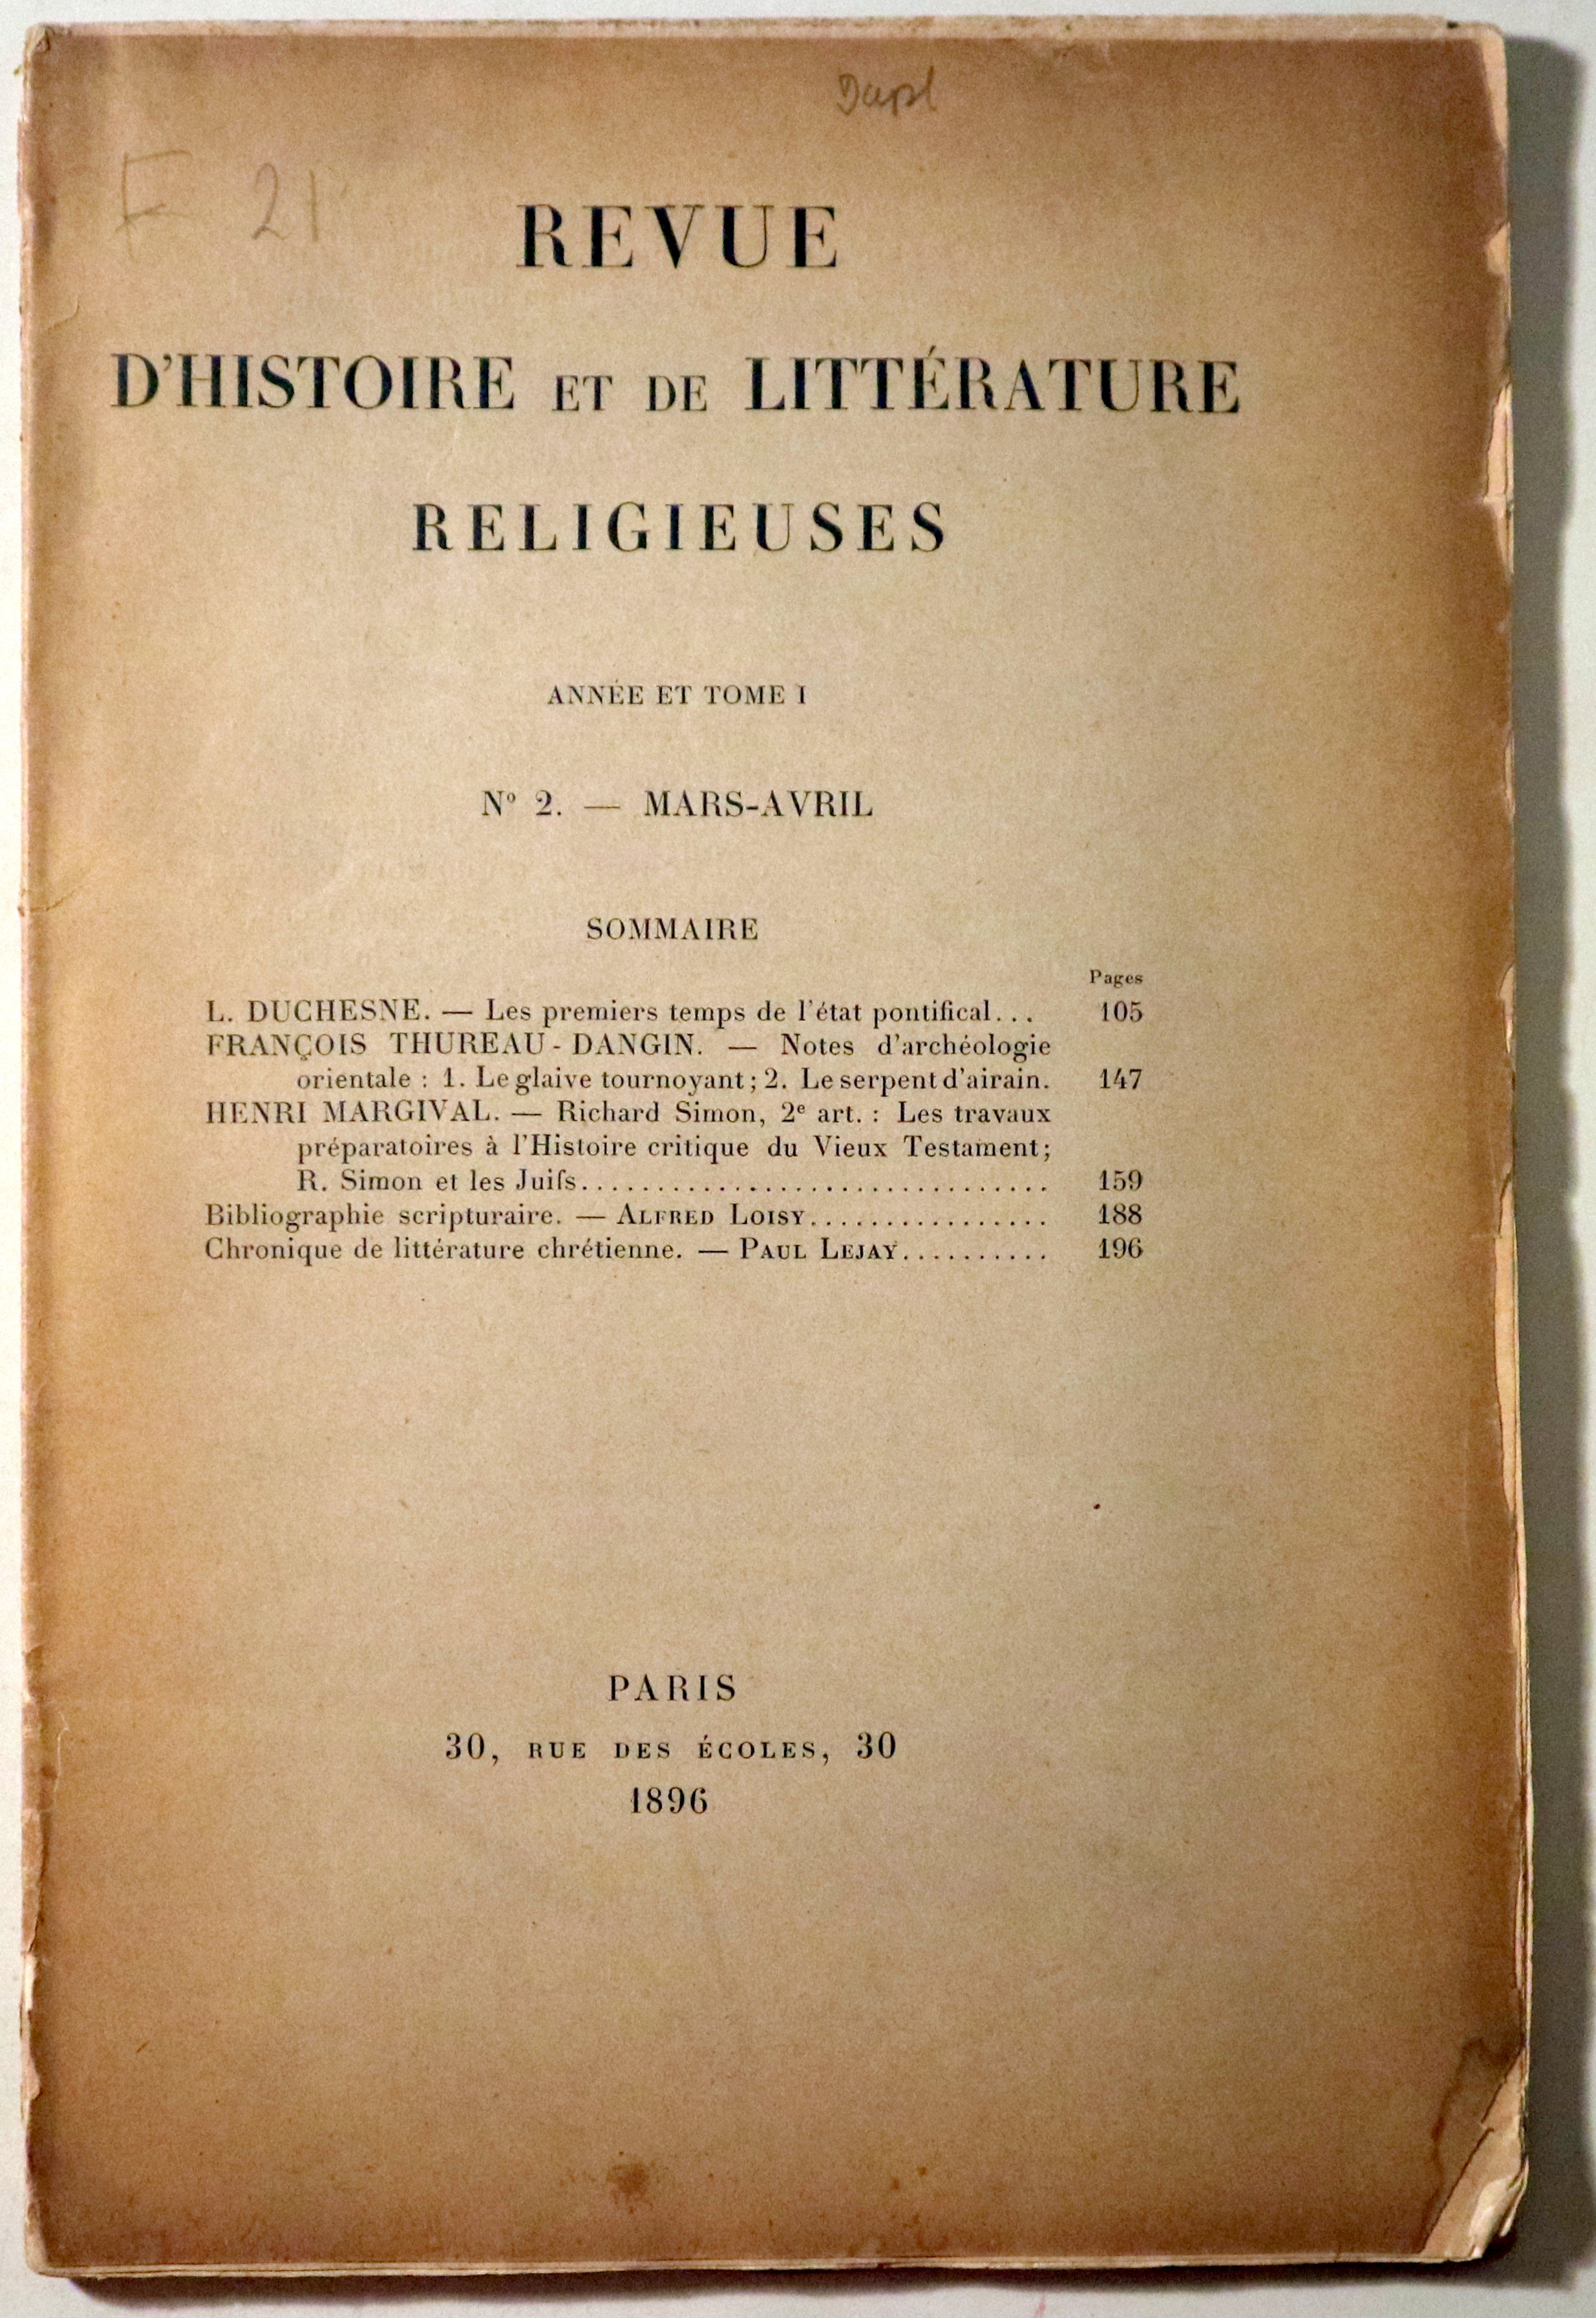 Dupl
F 21
REVUE
D'HISTOIRE ET DE LITTÉRATURE
RELIGIEUSES
ANNÉE ET TOME I
Nº 2. — MARS-AVRIL
SOMMAIRE
Pages
L. DUCHESNE. — Les premiers temps de l'état pontifical... 105
FRANÇOIS THUREAU-DANGIN. — Notes d'archéologie
orientale : 1. Le glaive tournoyant; 2. Le serpent d'airain. 147
HENRI MARGIVAL. — Richard Simon, 2e art. : Les travaux
préparatoires à l'Histoire critique du Vieux Testament;
R. Simon et les Juifs............................... 159
Bibliographie scripturaire. — ALFRED LOISY................ 188
Chronique de littérature chrétienne. — PAUL LEJAY.......... 196
PARIS
30, RUE DES ÉCOLES, 30
1896